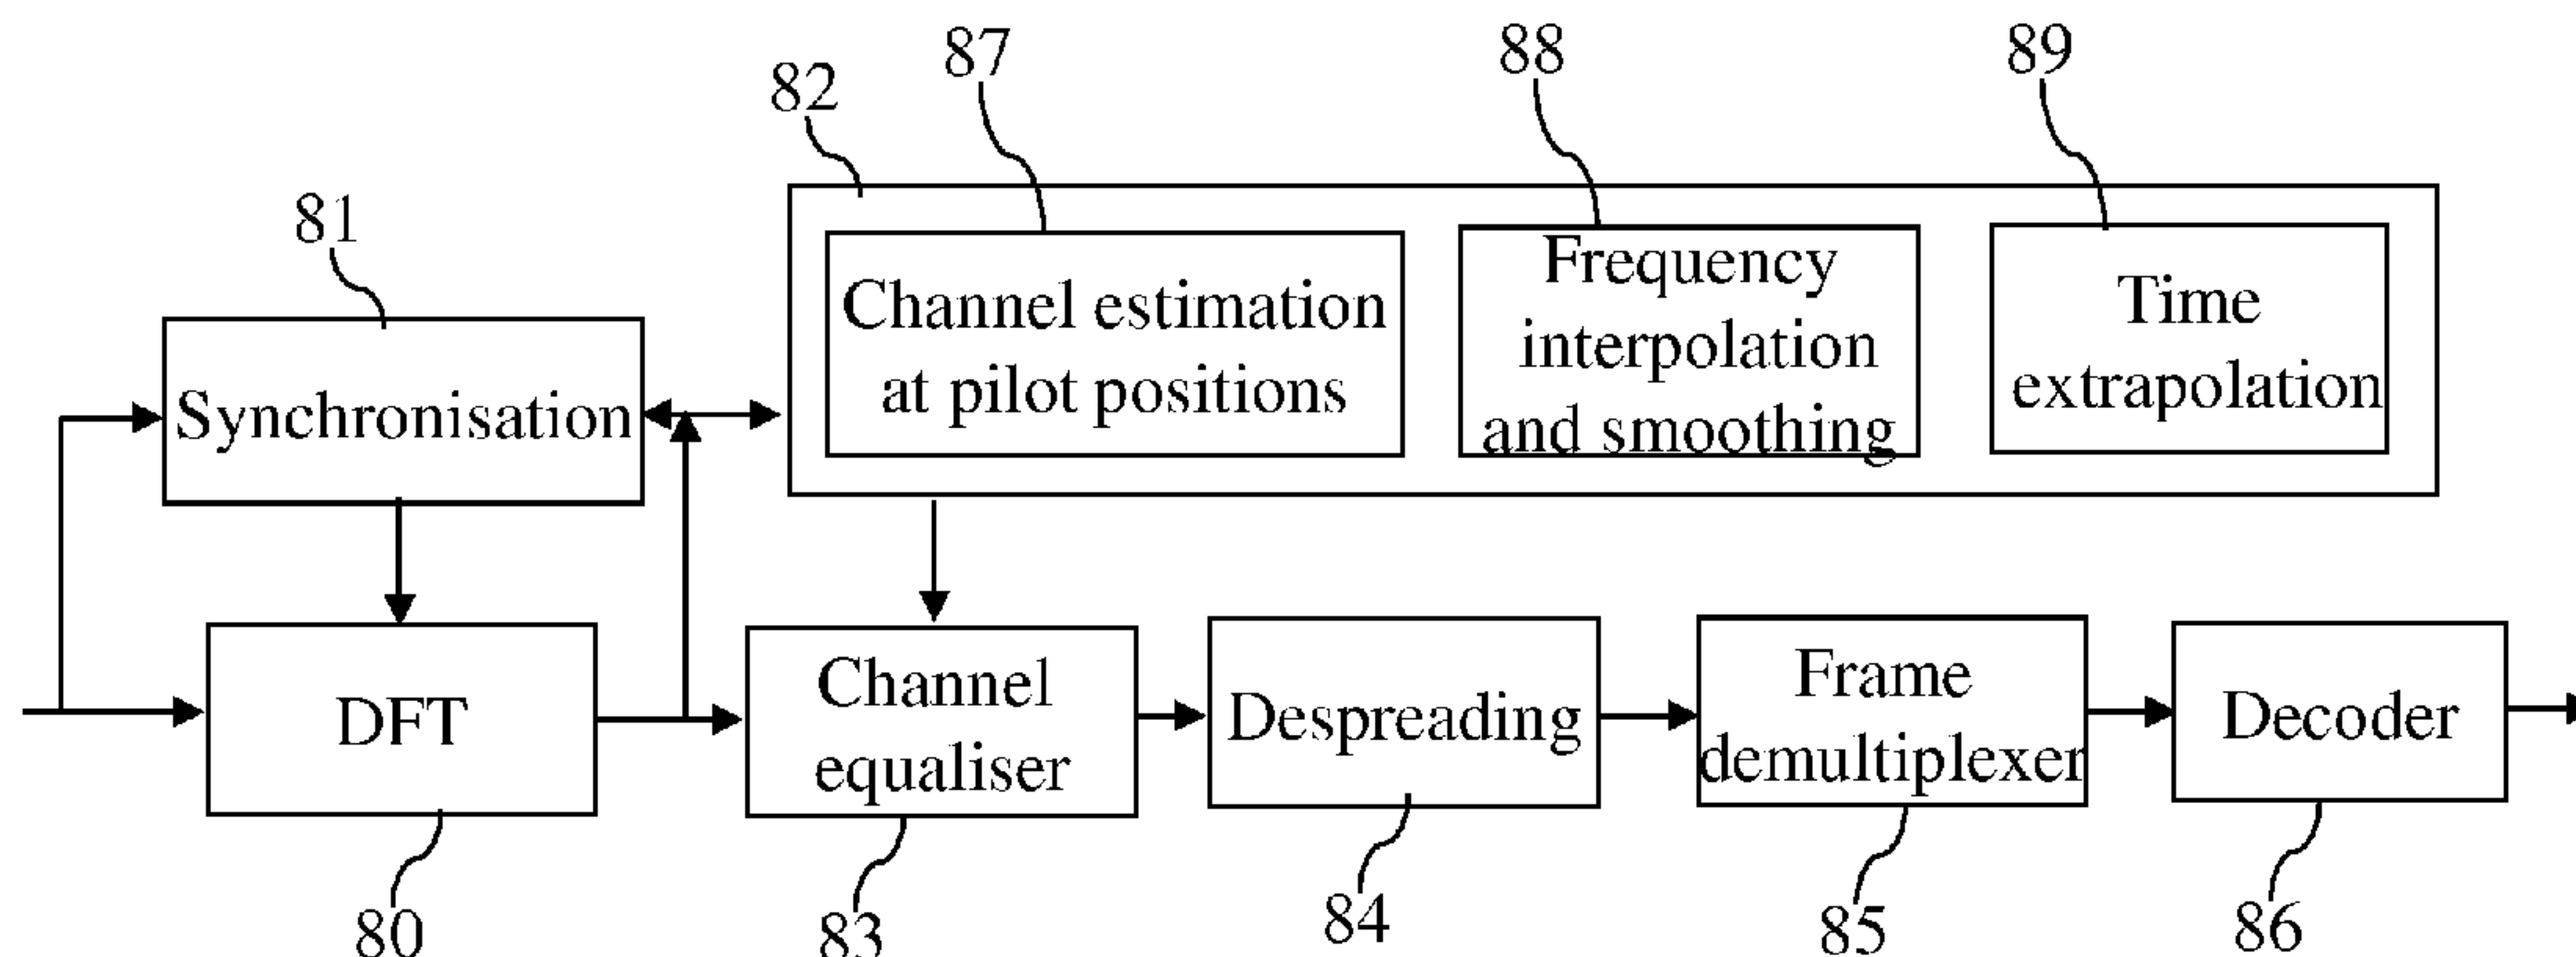 87
88
89
82
81
Channel estimation
at pilot positions
Frequency
interpolation
and smoothing
Time
extrapolation
Synchronisation
DFT
Channel
equaliser
Despreading
Frame
demultiplexer
Decoder
80
83
84
85
86